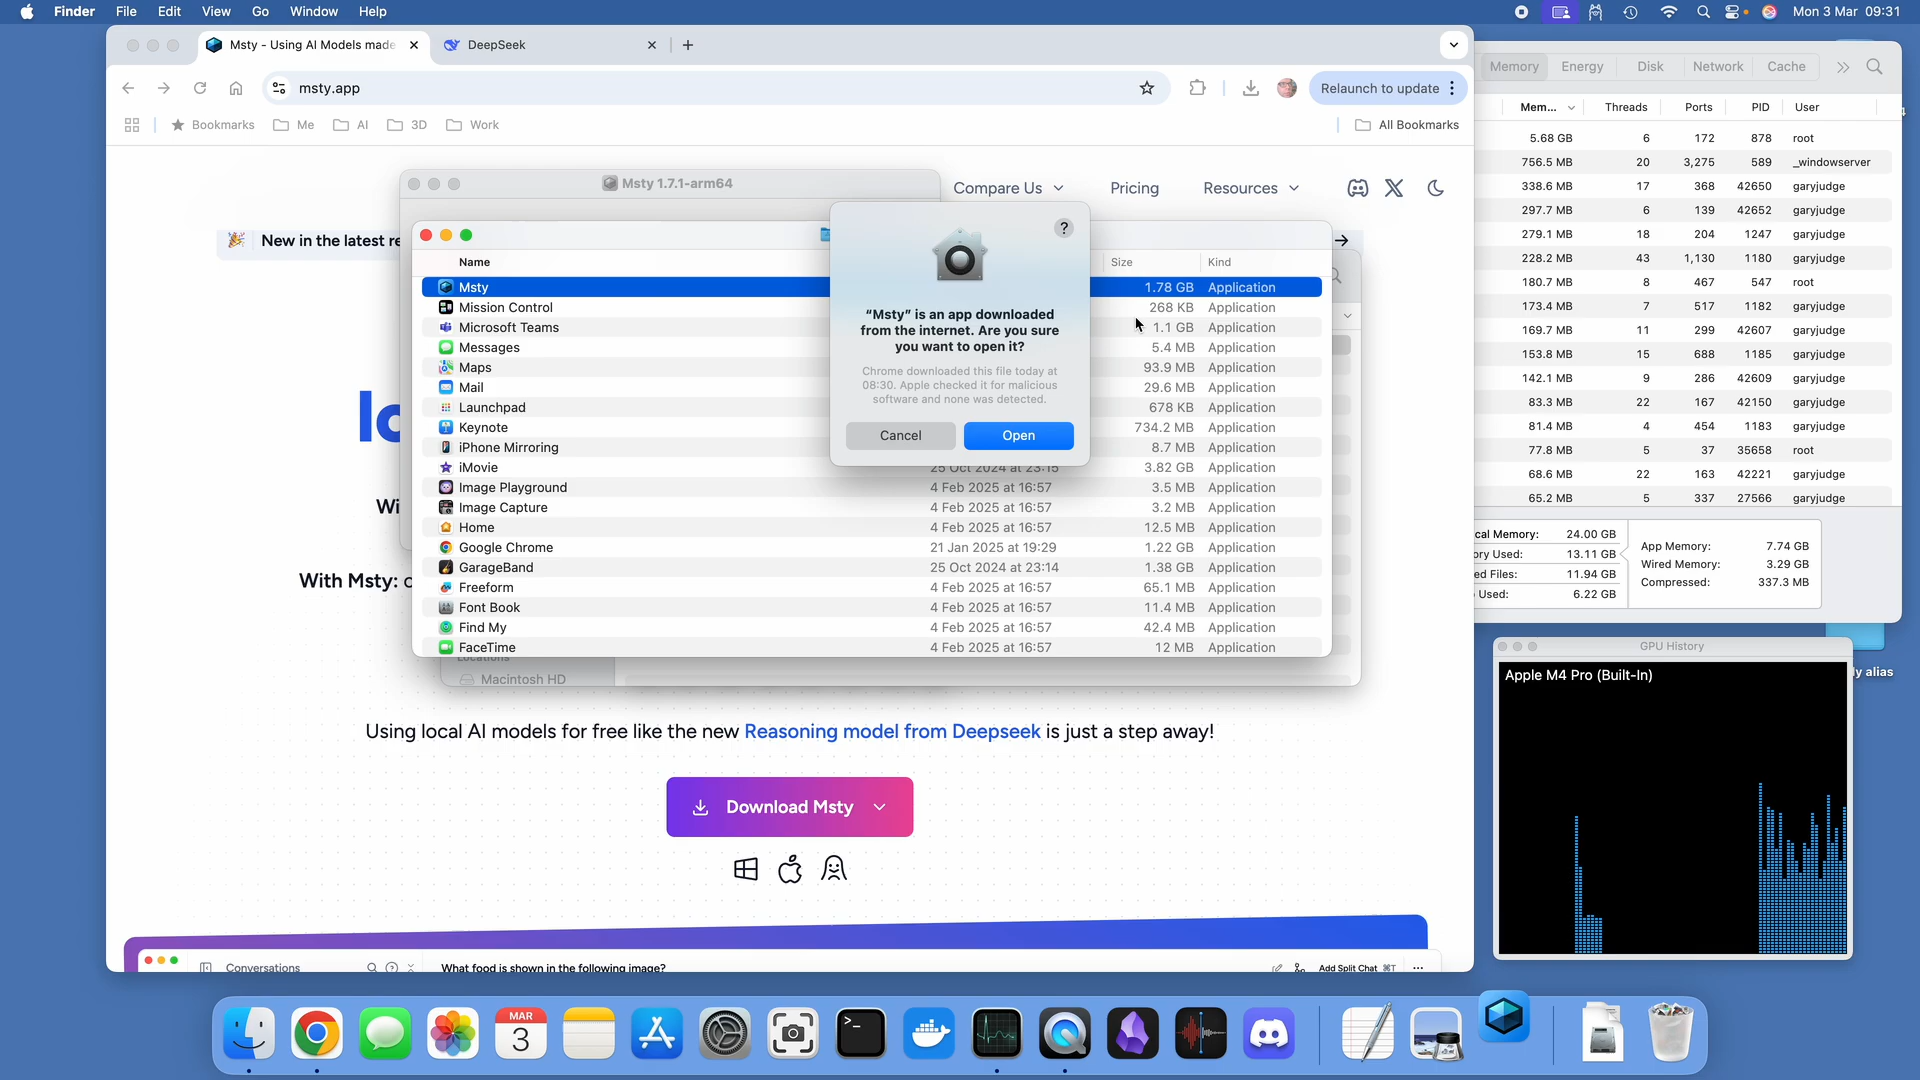 Finder File Edit View Go Window Help
Mon 3 Mar 09:31
Msty - Using AI Models made
DeepSeek
msty.app
Relaunch to update
Bookmarks Me AI 3D Work
All Bookmarks
Msty 1.7.1-arm64
Compare Us Pricing Resources
New in the latest re
Name Size Kind
Msty 1.78 GB Application
Mission Control 268 KB Application
Microsoft Teams 1.1 GB Application
Messages 5.4 MB Application
Maps 93.9 MB Application
Mail 29.6 MB Application
Launchpad 678 KB Application
Keynote 734.2 MB Application
iPhone Mirroring 8.7 MB Application
iMovie 25 Oct 2024 at 23:15 3.82 GB Application
Image Playground 4 Feb 2025 at 16:57 3.5 MB Application
Image Capture 4 Feb 2025 at 16:57 3.2 MB Application
Home 4 Feb 2025 at 16:57 12.5 MB Application
Google Chrome 21 Jan 2025 at 19:29 1.22 GB Application
GarageBand 25 Oct 2024 at 23:14 1.38 GB Application
Freeform 4 Feb 2025 at 16:57 65.1 MB Application
Font Book 4 Feb 2025 at 16:57 11.4 MB Application
Find My 4 Feb 2025 at 16:57 42.4 MB Application
FaceTime 4 Feb 2025 at 16:57 12 MB Application
Locations
Macintosh HD
?
“Msty” is an app downloaded
from the internet. Are you sure
you want to open it?
Chrome downloaded this file today at
08:30. Apple checked it for malicious
software and none was detected.
Cancel
Open
lo
Wi
With Msty: c
Using local AI models for free like the new Reasoning model from Deepseek is just a step away!
Download Msty
Conversations
What food is shown in the following image?
Add Split Chat ⌘T
Memory Energy Disk Network Cache
Mem... Threads Ports PID User
5.68 GB 6 172 878 root
756.5 MB 20 3,275 589 _windowserver
338.6 MB 17 368 42650 garyjudge
297.7 MB 6 139 42652 garyjudge
279.1 MB 18 204 1247 garyjudge
228.2 MB 43 1,130 1180 garyjudge
180.7 MB 8 467 547 root
173.4 MB 7 517 1182 garyjudge
169.7 MB 11 299 42607 garyjudge
153.8 MB 15 688 1185 garyjudge
142.1 MB 9 286 42609 garyjudge
83.3 MB 22 167 42150 garyjudge
81.4 MB 4 454 1183 garyjudge
77.8 MB 5 37 35658 root
68.6 MB 22 163 42221 garyjudge
65.2 MB 5 337 27566 garyjudge
cal Memory: 24.00 GB
ory Used: 13.11 GB
ed Files: 11.94 GB
Used: 6.22 GB
App Memory: 7.74 GB
Wired Memory: 3.29 GB
Compressed: 337.3 MB
GPU History
Apple M4 Pro (Built-In)
ly alias
MAR
3